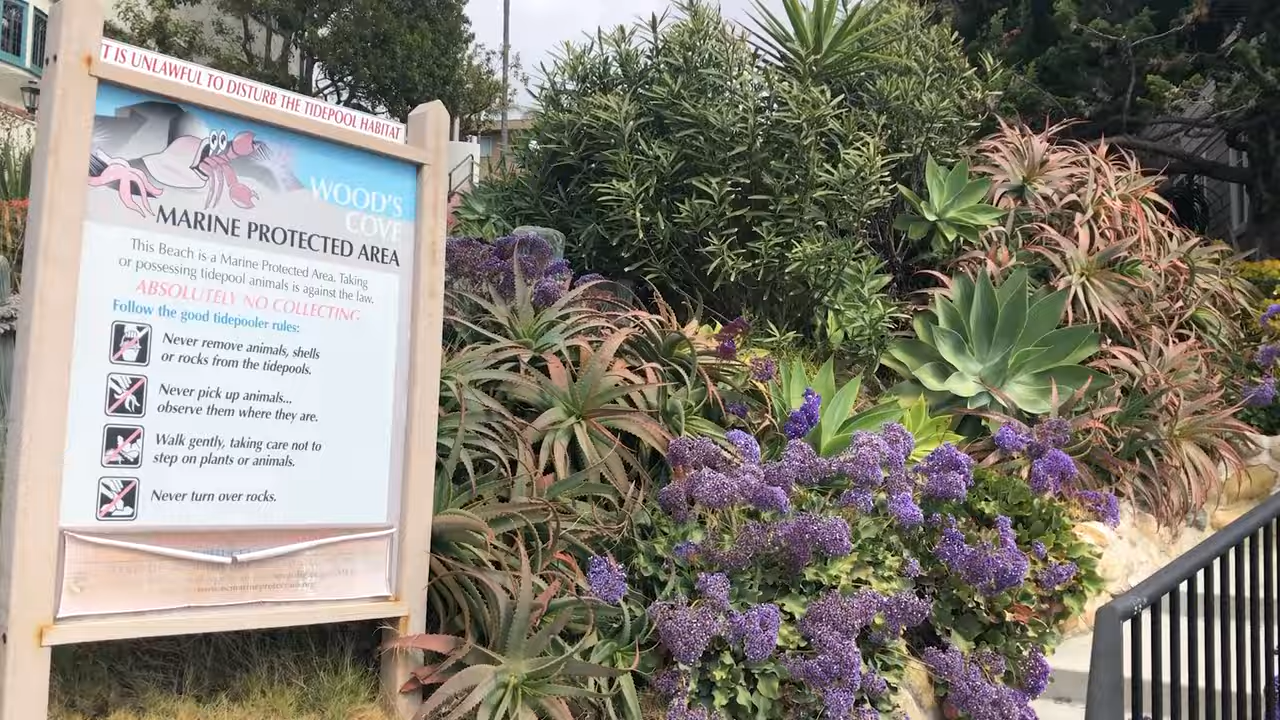 T IS UNLAWFUL TO DISTURB THE TIDEPOOL HABITAT
WOOD'S
COVE
MARINE PROTECTED AREA
This Beach is a Marine Protected Area. Taking
or possessing tidepool animals is against the law.
ABSOLUTELY NO COLLECTING
Follow the good tidepooler rules:
Never remove animals, shells
or rocks from the tidepools.
Never pick up animals...
observe them where they are.
Walk gently, taking care not to
step on plants or animals.
Never turn over rocks.